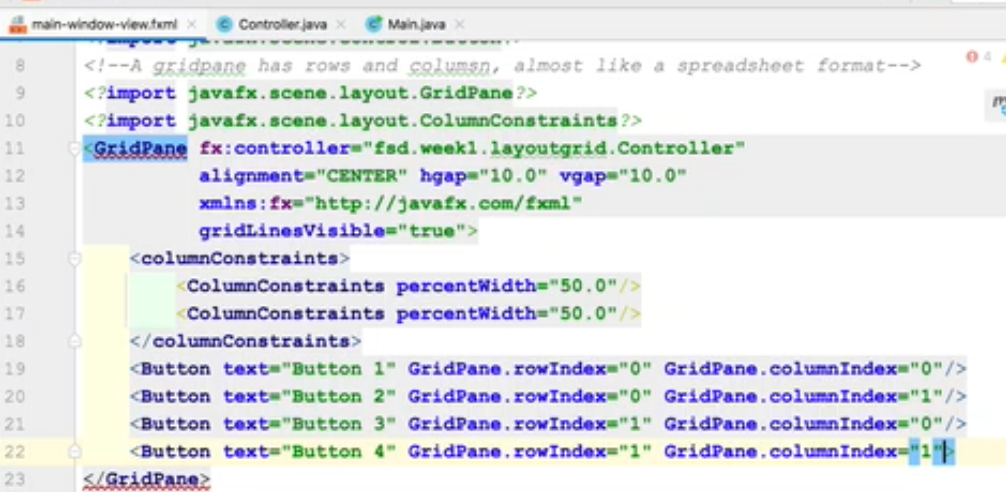 main-window-view.fxml × Controller.java × Main.java ×
8 <!--A gridpane has rows and columsn, almost like a spreadsheet format--> 4
9 <?import javafx.scene.layout.GridPane?>
10 <?import javafx.scene.layout.ColumnConstraints?>
11 <GridPane fx:controller="fsd.week1.layoutgrid.Controller"
12 alignment="CENTER" hgap="10.0" vgap="10.0"
13 xmlns:fx="http://javafx.com/fxml"
14 gridLinesVisible="true">
15 <columnConstraints>
16 <ColumnConstraints percentWidth="50.0"/>
17 <ColumnConstraints percentWidth="50.0"/>
18 </columnConstraints>
19 <Button text="Button 1" GridPane.rowIndex="0" GridPane.columnIndex="0"/>
20 <Button text="Button 2" GridPane.rowIndex="0" GridPane.columnIndex="1"/>
21 <Button text="Button 3" GridPane.rowIndex="1" GridPane.columnIndex="0"/>
22 <Button text="Button 4" GridPane.rowIndex="1" GridPane.columnIndex="1">
23 </GridPane>